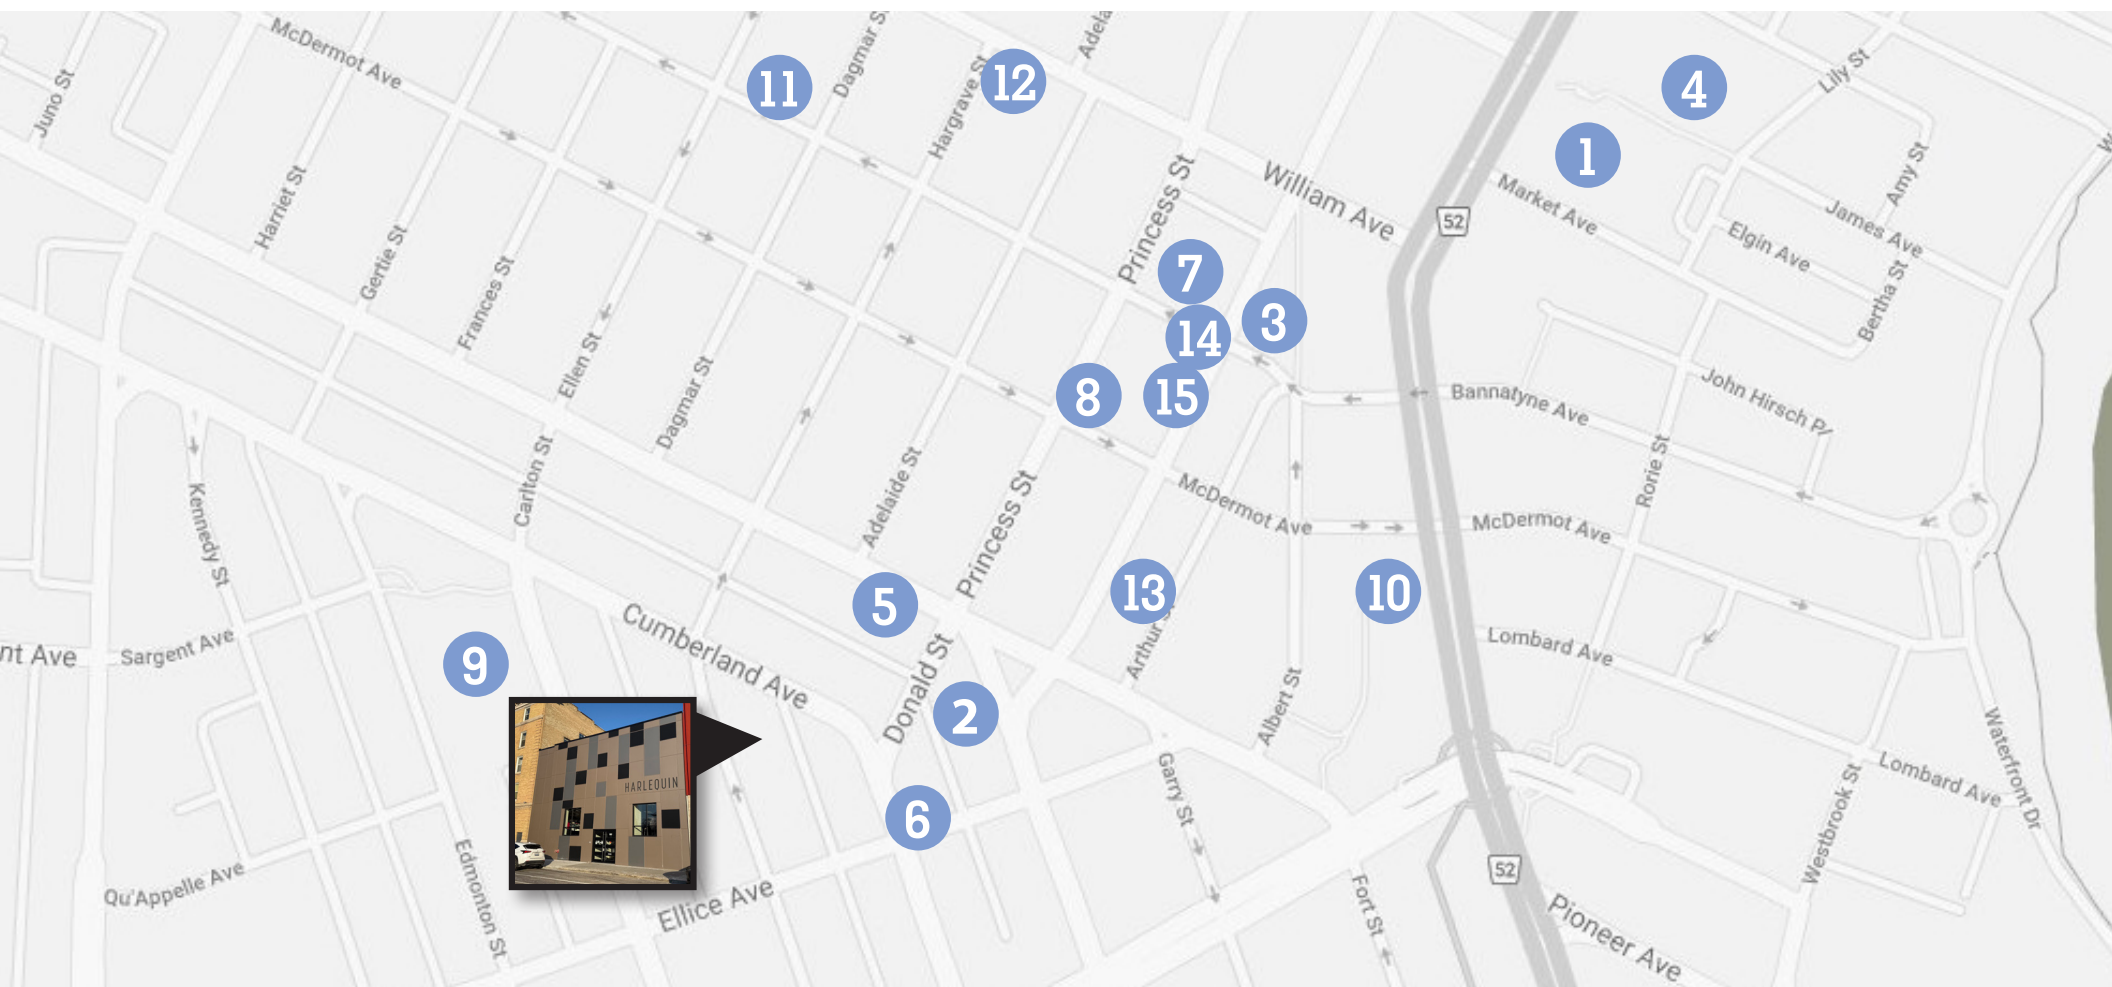 McDermot Ave
Juno St
Dagmar St
Hargrave St
Adela
11
12
4
Lily St
1
Harriet St
Gertie St
Frances St
Ellen St
Dagmar St
Princess St
William Ave
52
Market Ave
Amy St
James Ave
Elgin Ave
Bertha St
W
7
14
3
8
15
Bannatyne Ave
John Hirsch Pl
Rorie St
Carlton St
Kennedy St
Adelaide St
Princess St
McDermot Ave
McDermot Ave
5
13
10
Arthur S
Lombard Ave
nt Ave
Sargent Ave
9
Cumberland Ave
Donald St
2
Albert St
Garry St
HARLEQUIN
6
Waterfront Dr
Lombard Ave
Westbrook St
Qu'Appelle Ave
Edmonton St
Ellice Ave
Fort St
52
Pioneer Ave